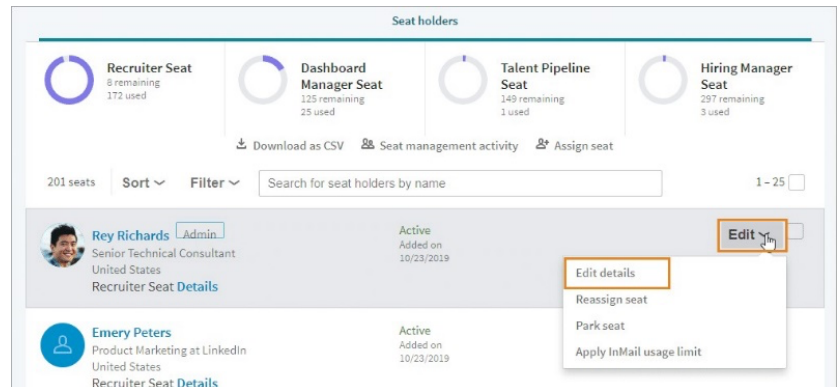 Seat holders
Recruiter Seat
8 remaining
172 used
Dashboard
Manager Seat
125 remaining
25 used
Talent Pipeline
Seat
149 remaining
1 used
Hiring Manager
Seat
297 remaining
3 used
Download as CSV Seat management activity Assign seat
201 seats Sort Filter Search for seat holders by name 1 – 25
Rey Richards Admin
Senior Technical Consultant
United States
Recruiter Seat Details
Active
Added on
10/23/2019
Edit
Edit details
Reassign seat
Park seat
Apply InMail usage limit
Emery Peters
Product Marketing at LinkedIn
United States
Recruiter Seat Details
Active
Added on
10/23/2019